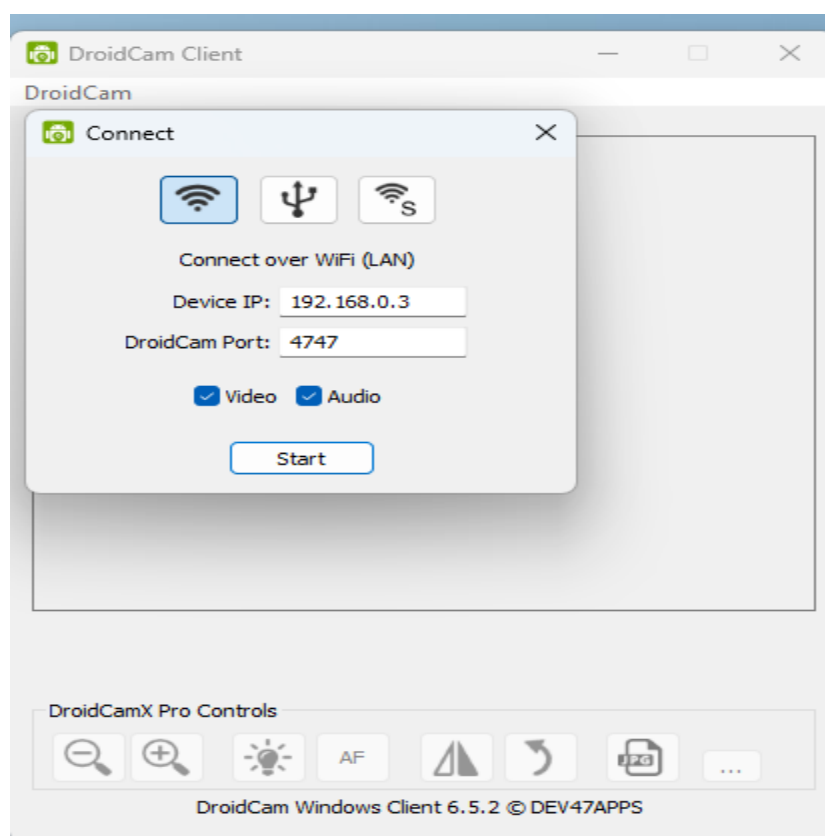 DroidCam Client
DroidCam
Connect
S
Connect over WiFi (LAN)
Device IP: 192.168.0.3
DroidCam Port: 4747
Video Audio
Start
DroidCamX Pro Controls
AF JPG ...
DroidCam Windows Client 6.5.2 © DEV47APPS